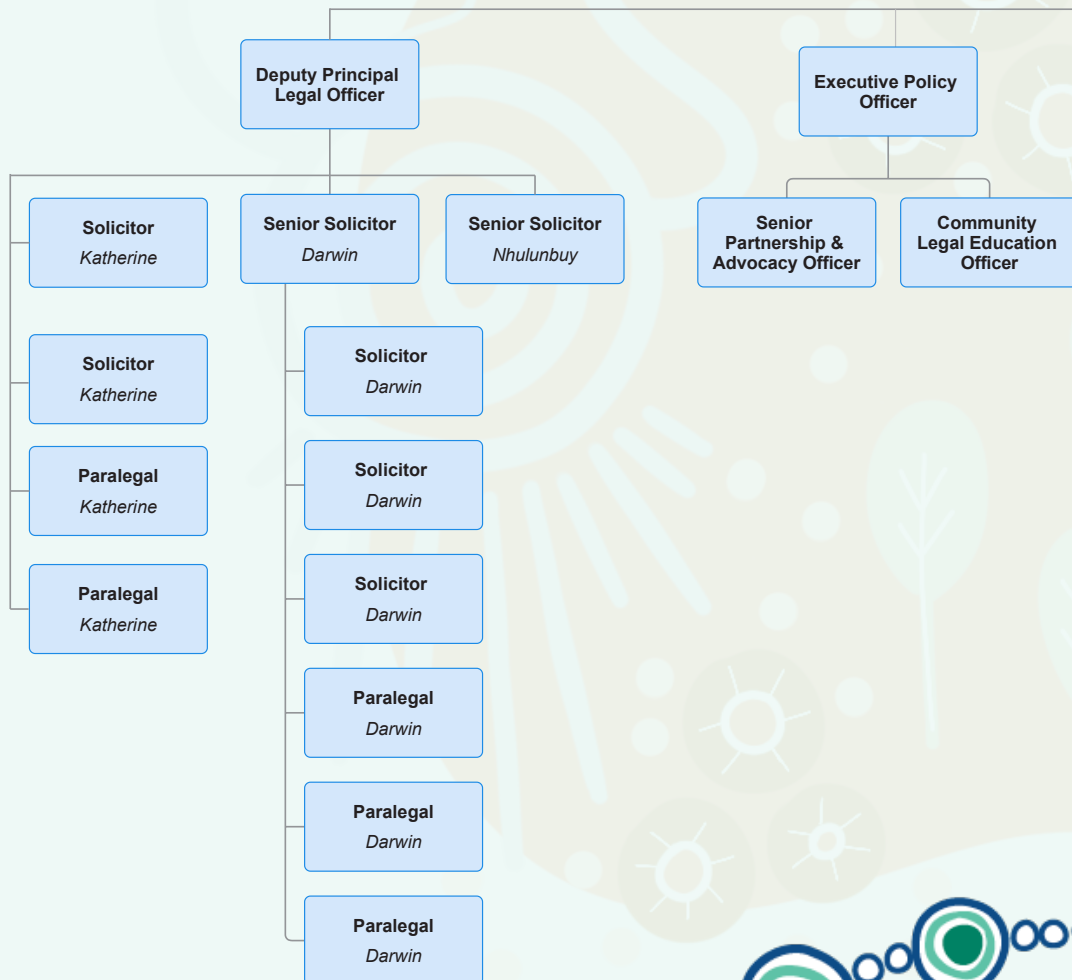 Deputy Principal
Legal Officer
Executive Policy
Officer
Solicitor
Katherine
Senior Solicitor
Darwin
Senior Solicitor
Nhulunbuy
Senior
Partnership &
Advocacy Officer
Community
Legal Education
Officer
Solicitor
Katherine
Paralegal
Katherine
Paralegal
Katherine
Solicitor
Darwin
Solicitor
Darwin
Solicitor
Darwin
Paralegal
Darwin
Paralegal
Darwin
Paralegal
Darwin